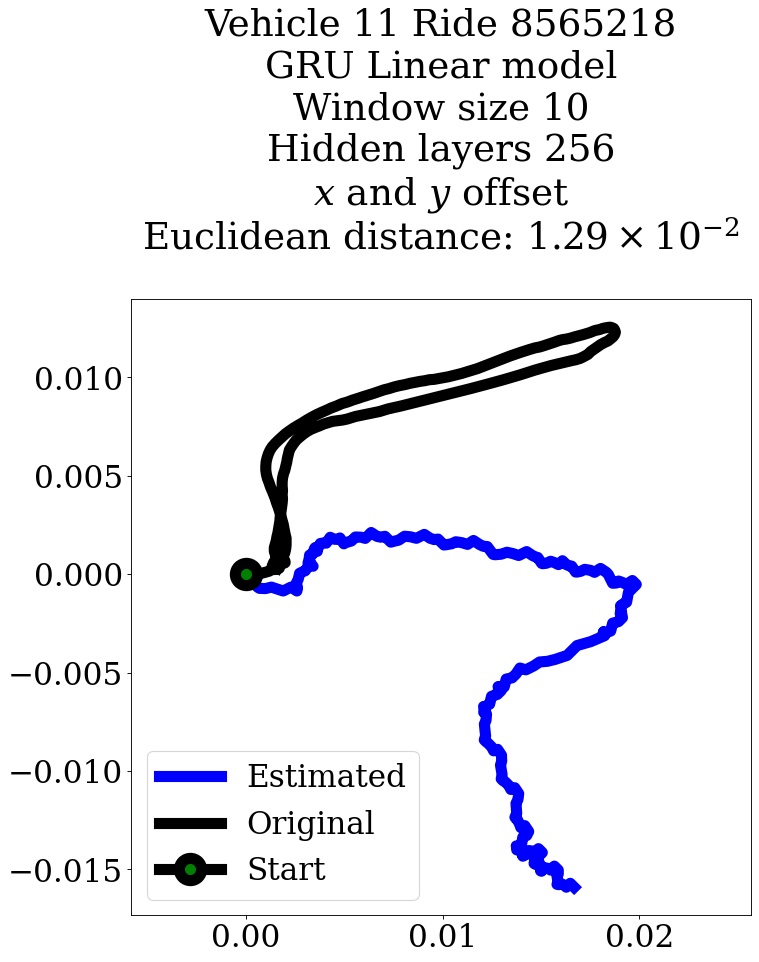 Vehicle 11 Ride 8565218
GRU Linear model
Window size 10
Hidden layers 256
x and y offset
Euclidean distance: 1.29 × 10⁻²
0.010
0.005
0.000
−0.005
−0.010
−0.015
Estimated
Original
Start
0.00 0.01 0.02